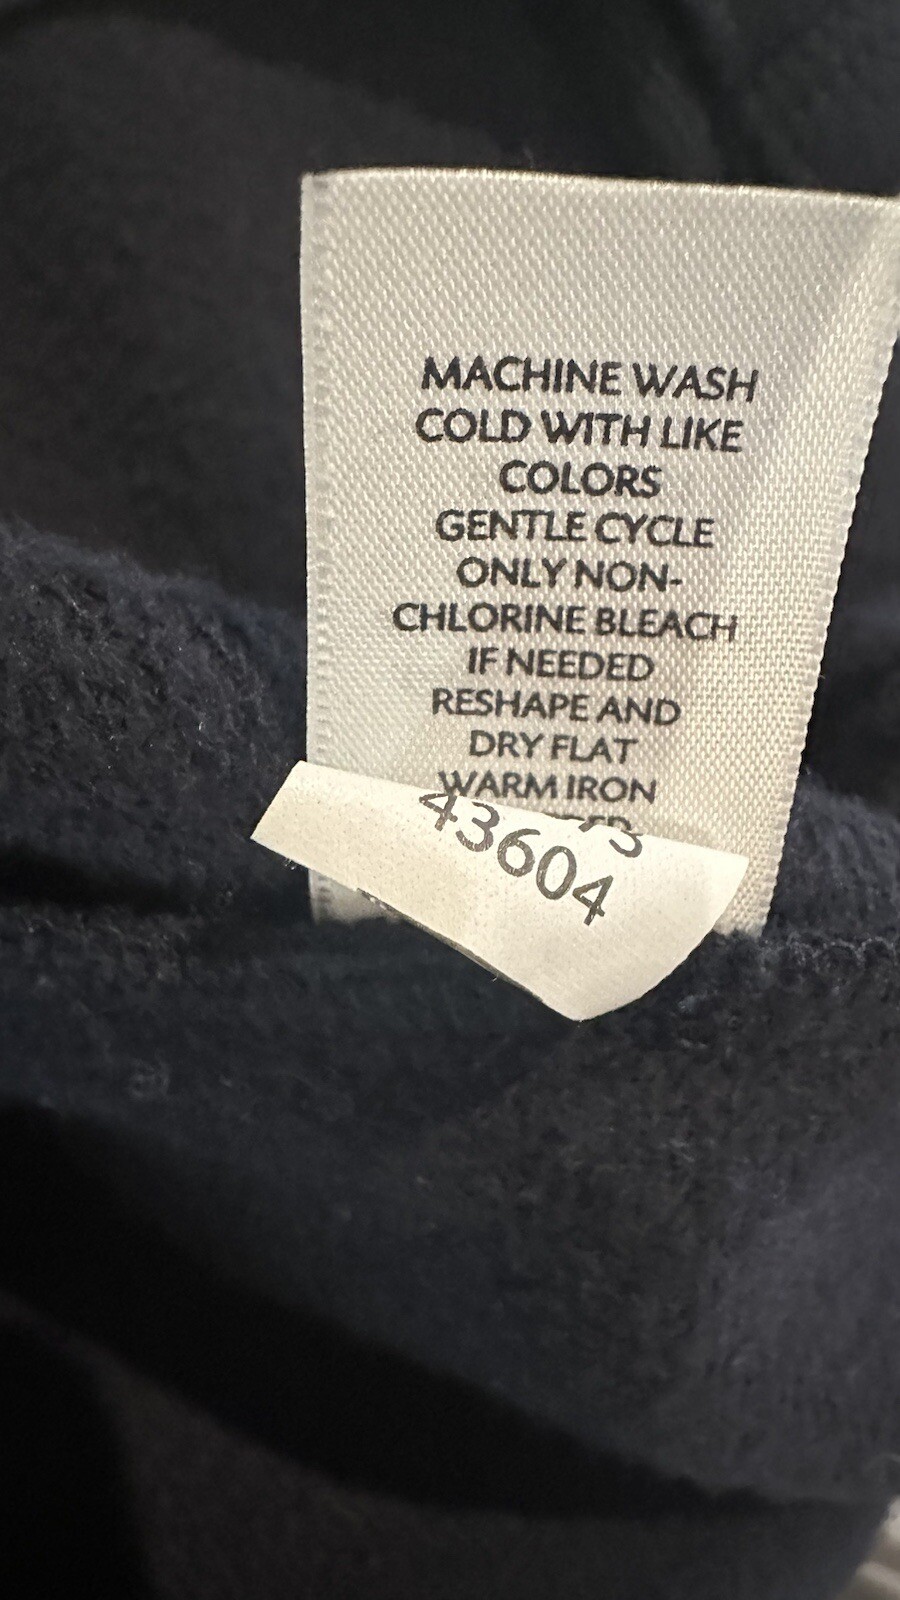 MACHINE WASH
COLD WITH LIKE
COLORS
GENTLE CYCLE
ONLY NON-
CHLORINE BLEACH
IF NEEDED
RESHAPE AND
DRY FLAT
WARM IRON
43604